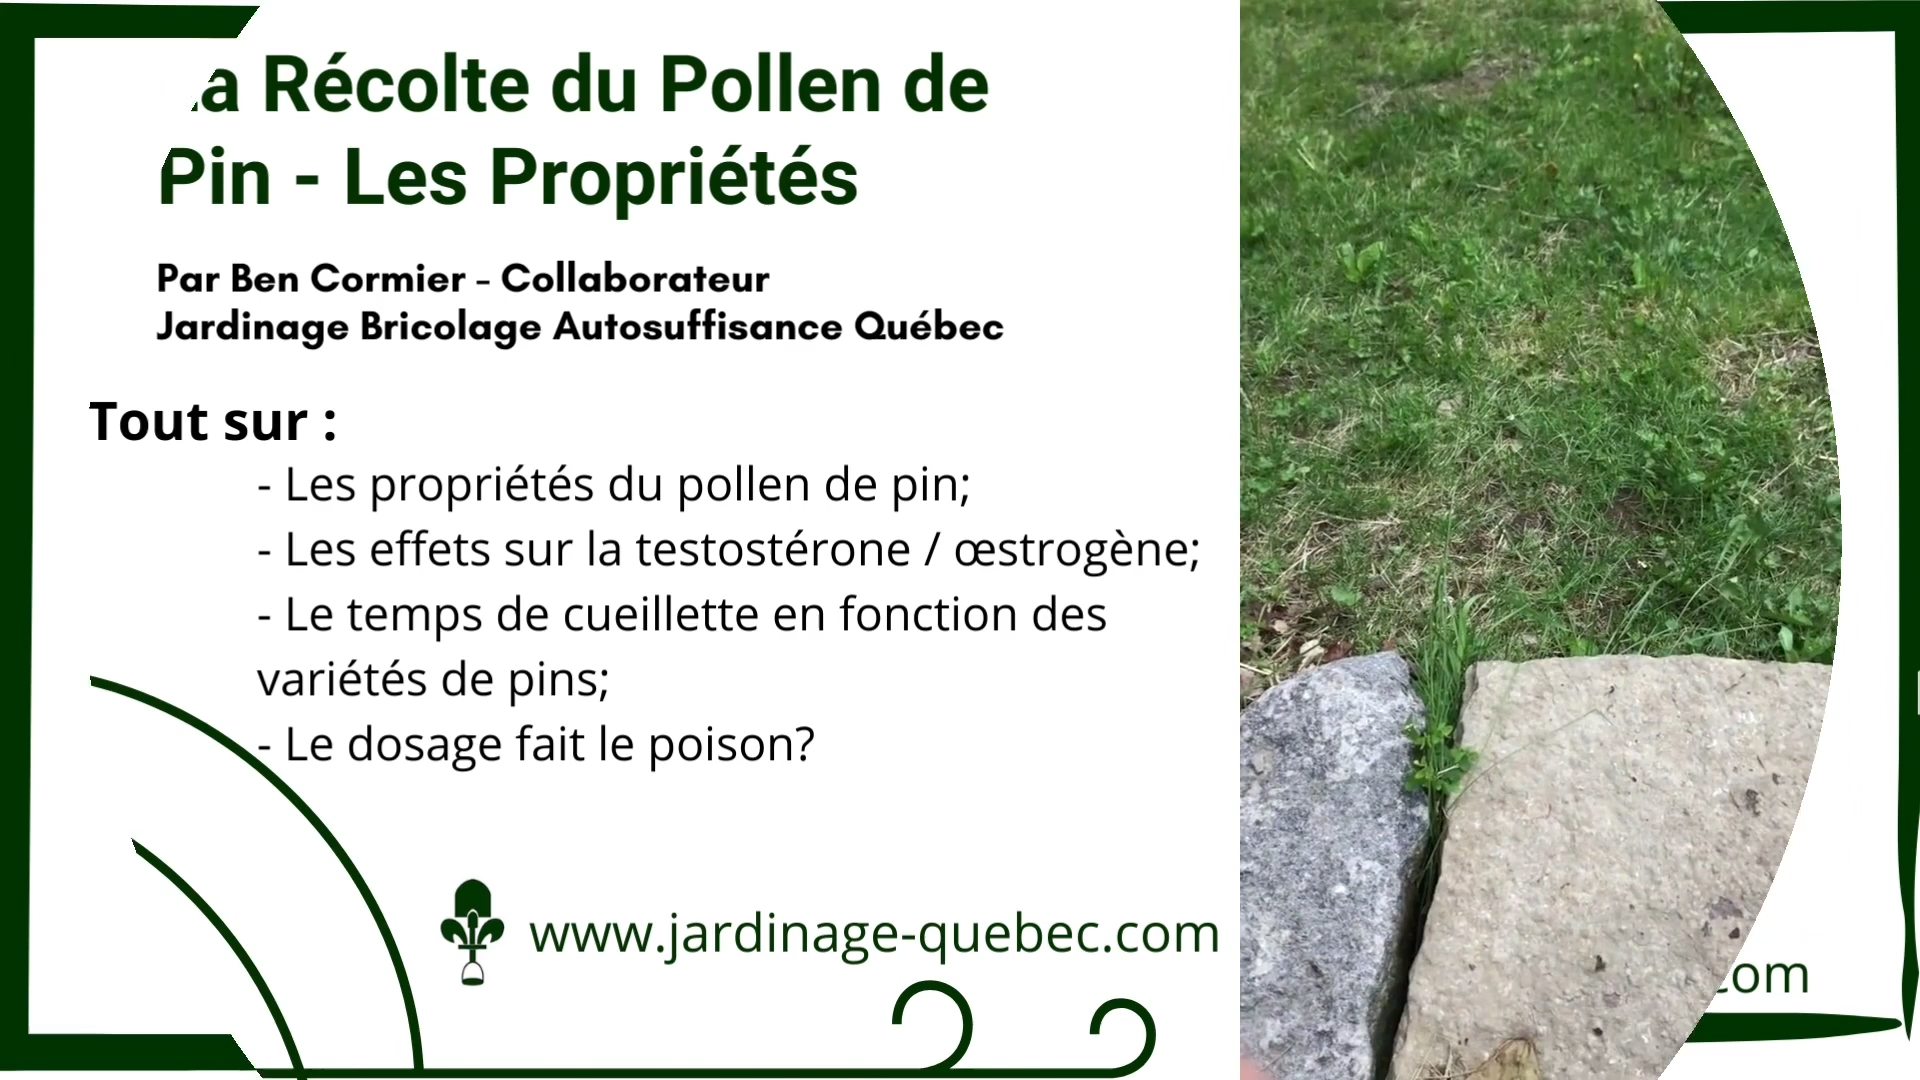 a Récolte du Pollen de
Pin - Les Propriétés
Par Ben Cormier - Collaborateur
Jardinage Bricolage Autosuffisance Québec
Tout sur :
- Les propriétés du pollen de pin;
- Les effets sur la testostérone / œstrogène;
- Le temps de cueillette en fonction des
variétés de pins;
- Le dosage fait le poison?
www.jardinage-quebec.com
com